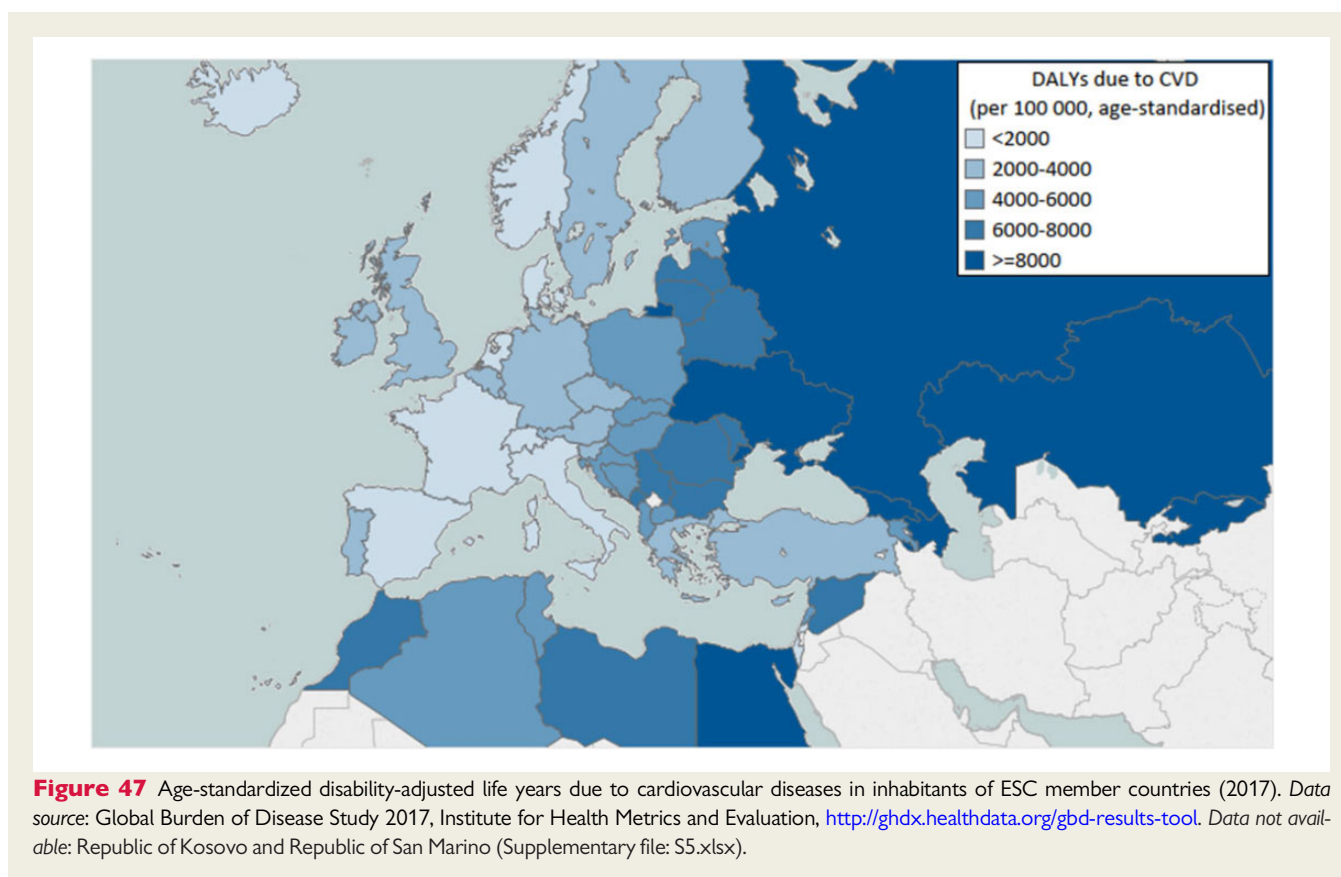 DALYs due to CVD
(per 100 000, age-standardised)
<2000
2000-4000
4000-6000
6000-8000
>=8000
Figure 47 Age-standardized disability-adjusted life years due to cardiovascular diseases in inhabitants of ESC member countries (2017). Data
source: Global Burden of Disease Study 2017, Institute for Health Metrics and Evaluation, http://ghdx.healthdata.org/gbd-results-tool. Data not avail-
able: Republic of Kosovo and Republic of San Marino (Supplementary file: S5.xlsx).